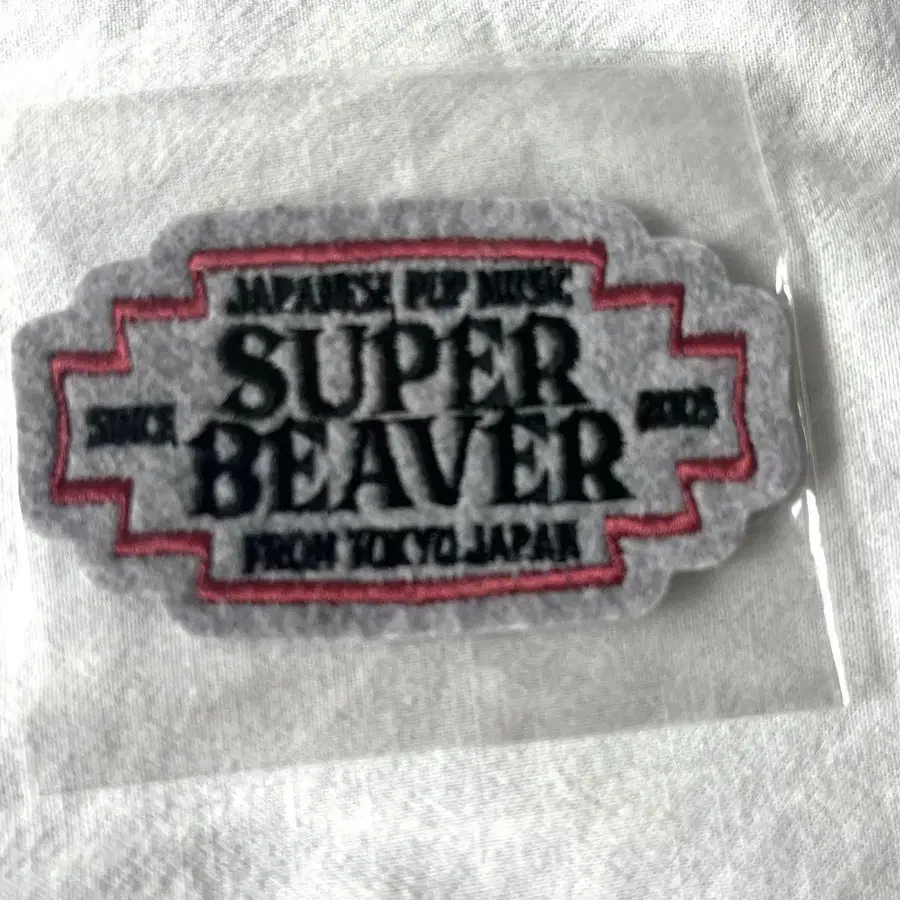 JAPANESE POP MUSIC
SUPER
BEAVER
SINCE 2005
FROM TOKYO.JAPAN